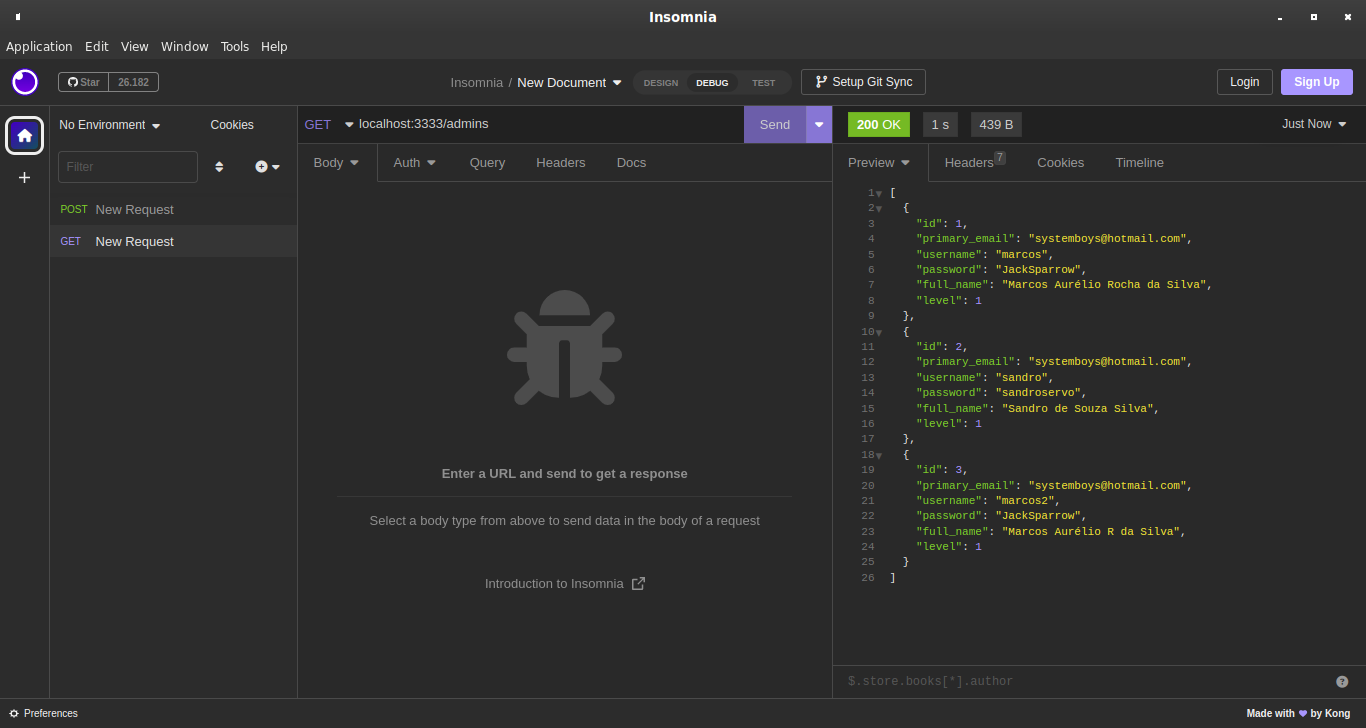 Insomnia
Application Edit View Window Tools Help
Star 26.182
Insomnia / New Document
DESIGN DEBUG TEST
Setup Git Sync
Login Sign Up
No Environment Cookies
GET localhost:3333/admins Send
200 OK 1 s 439 B Just Now
Filter
Body Auth Query Headers Docs
Preview Headers 7 Cookies Timeline
POST New Request
GET New Request
Enter a URL and send to get a response
Select a body type from above to send data in the body of a request
Introduction to Insomnia
1 [
2 {
3 "id": 1,
4 "primary_email": "systemboys@hotmail.com",
5 "username": "marcos",
6 "password": "JackSparrow",
7 "full_name": "Marcos Aurélio Rocha da Silva",
8 "level": 1
9 },
10 {
11 "id": 2,
12 "primary_email": "systemboys@hotmail.com",
13 "username": "sandro",
14 "password": "sandroservo",
15 "full_name": "Sandro de Souza Silva",
16 "level": 1
17 },
18 {
19 "id": 3,
20 "primary_email": "systemboys@hotmail.com",
21 "username": "marcos2",
22 "password": "JackSparrow",
23 "full_name": "Marcos Aurélio R da Silva",
24 "level": 1
25 }
26 ]
$.store.books[*].author
Preferences
Made with ♥ by Kong